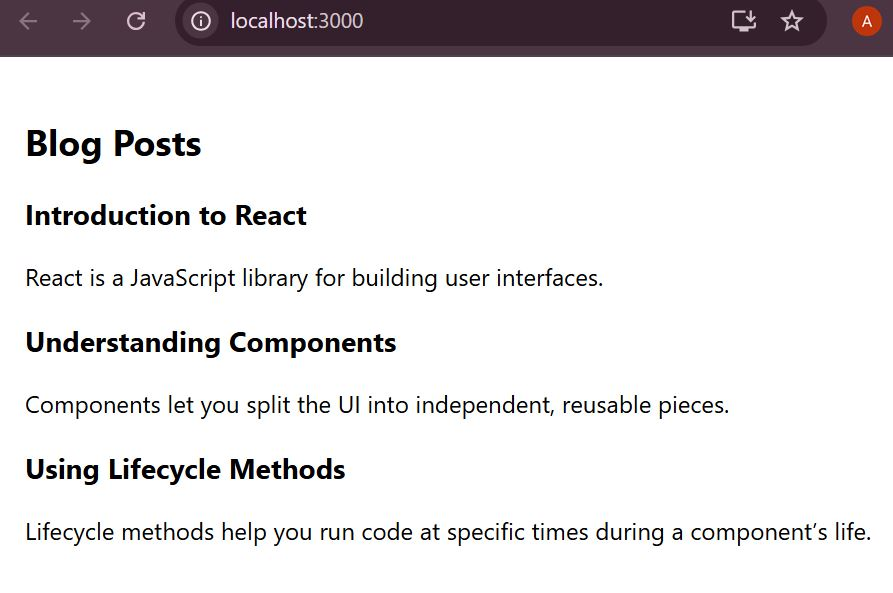 localhost:3000
A
Blog Posts
Introduction to React
React is a JavaScript library for building user interfaces.
Understanding Components
Components let you split the UI into independent, reusable pieces.
Using Lifecycle Methods
Lifecycle methods help you run code at specific times during a component’s life.